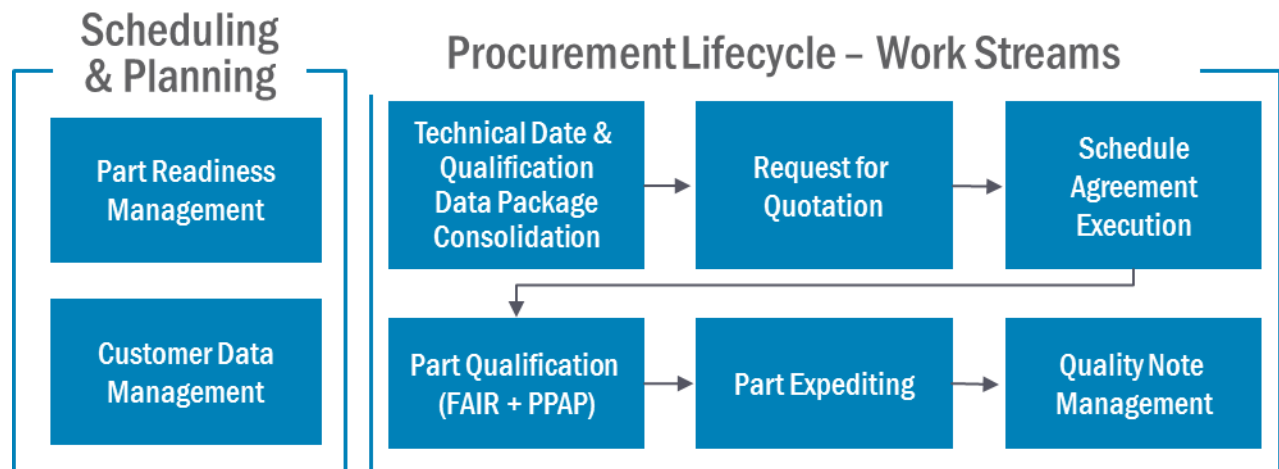 Scheduling
& Planning
Procurement Lifecycle – Work Streams
Part Readiness
Management
Customer Data
Management
Technical Date &
Qualification
Data Package
Consolidation
Request for
Quotation
Schedule
Agreement
Execution
Part Qualification
(FAIR + PPAP)
Part Expediting
Quality Note
Management